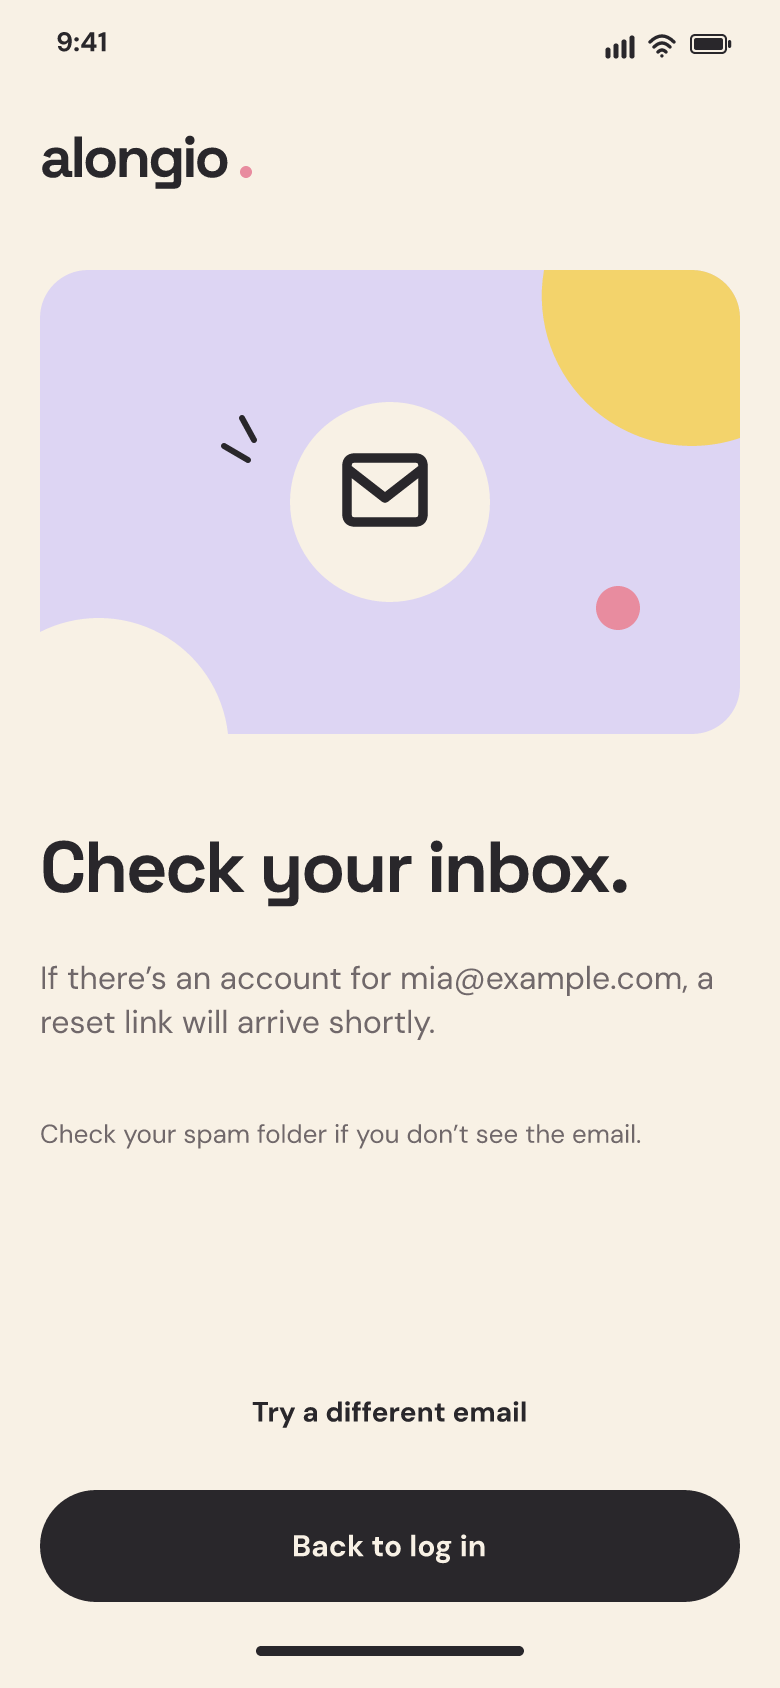 9:41
alongio.
Check your inbox.
If there’s an account for mia@example.com, a
reset link will arrive shortly.
Check your spam folder if you don’t see the email.
Try a different email
Back to log in